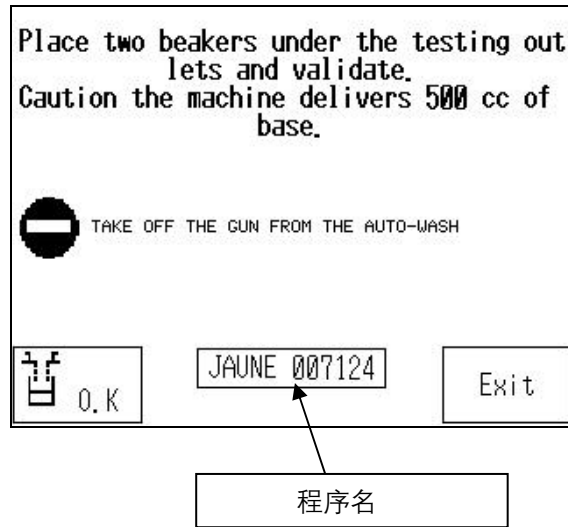 Place two beakers under the testing out
lets and validate.
Caution the machine delivers 500 cc of
base.
TAKE OFF THE GUN FROM THE AUTO-WASH
O.K
JAUNE 007124
Exit
程序名